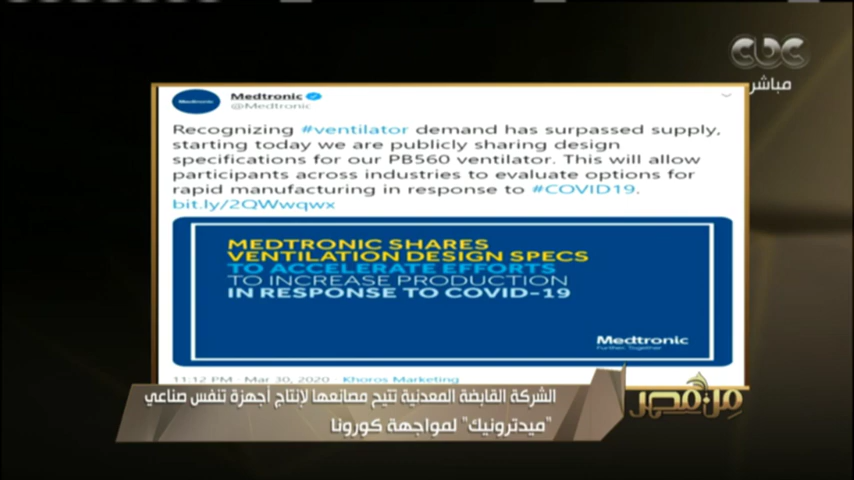 CBC
مباشر
Medtronic
Medtronic
@Medtronic
Recognizing #ventilator demand has surpassed supply,
starting today we are publicly sharing design
specifications for our PB560 ventilator. This will allow
participants across industries to evaluate options for
rapid manufacturing in response to #COVID19.
bit.ly/2QWwqwx
MEDTRONIC SHARES
VENTILATION DESIGN SPECS
TO ACCELERATE EFFORTS
TO INCREASE PRODUCTION
IN RESPONSE TO COVID-19
Medtronic
Further, Together
11:12 PM - Mar 30, 2020 - Khoros Marketing
الشركة القابضة المعدنية تتيح مصانعها لإنتاج أجهزة تنفس صناعي
"ميدترونيك" لمواجهة كورونا
من مصر